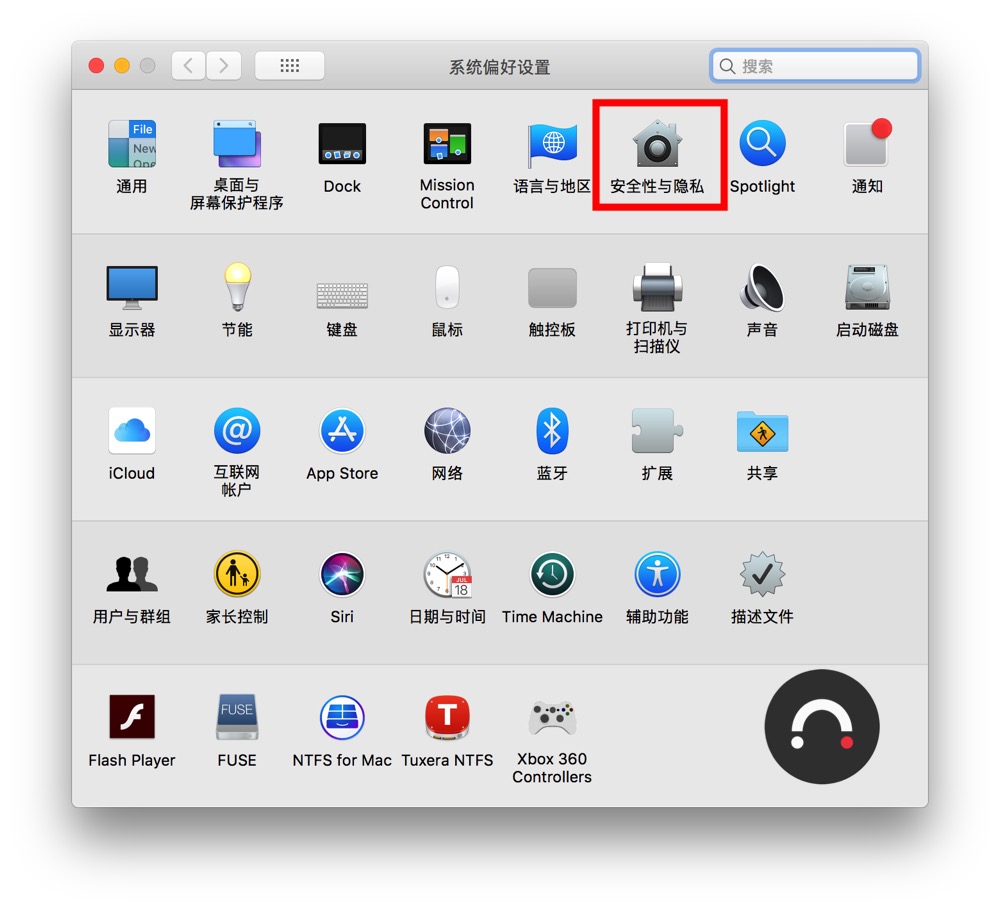 系统偏好设置
搜索
File
New
Ope
通用
桌面与
屏幕保护程序
Dock
Mission
Control
语言与地区
安全性与隐私
Spotlight
通知
显示器
节能
键盘
鼠标
触控板
打印机与
扫描仪
声音
启动磁盘
iCloud
互联网
帐户
App Store
网络
蓝牙
扩展
共享
用户与群组
家长控制
Siri
JUL
18
日期与时间
Time Machine
辅助功能
描述文件
Flash Player
FUSE
FUSE
NTFS for Mac
T
Tuxera NTFS
Xbox 360
Controllers